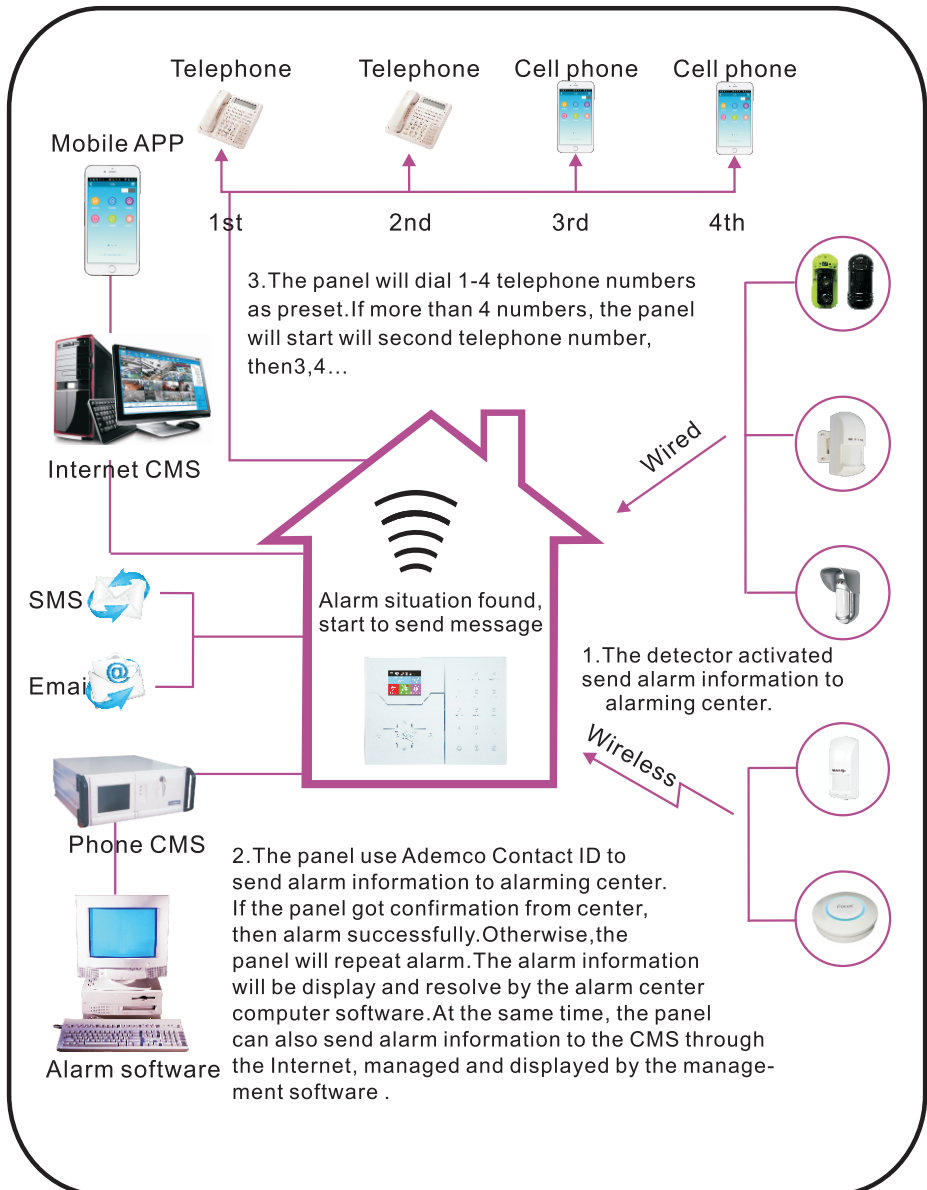 Telephone Telephone Cell phone Cell phone
Mobile APP
1st 2nd 3rd 4th
3.The panel will dial 1-4 telephone numbers
as preset.If more than 4 numbers, the panel
will start will second telephone number,
then3,4...
Internet CMS
Wired
SMS
Alarm situation found,
start to send message
Emai
1.The detector activated
send alarm information to
alarming center.
Wireless
Phone CMS
2.The panel use Ademco Contact ID to
send alarm information to alarming center.
If the panel got confirmation from center,
then alarm successfully.Otherwise,the
panel will repeat alarm.The alarm information
will be display and resolve by the alarm center
computer software.At the same time, the panel
can also send alarm information to the CMS through
the Internet, managed and displayed by the manage-
ment software .
Alarm software